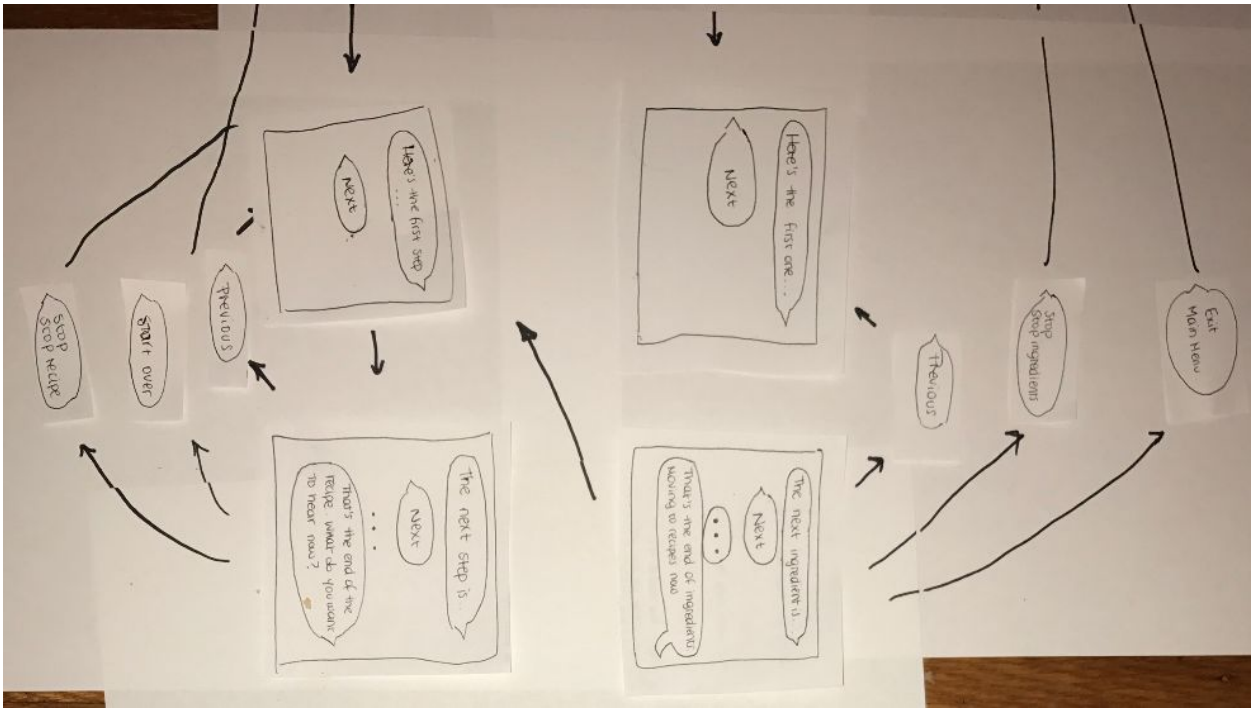 Exit
Main Menu
Stop
Stop ingredients
Previous
Here's the first one...
Next
The next ingredient is..
Next
...
That's the end of ingredients
Moving to recipes now
Here's the first step
...
Next
The next step is..
Next
...
That's the end of the
recipe. What do you want
to hear now?
Previous
Start over
Stop
Stop recipe